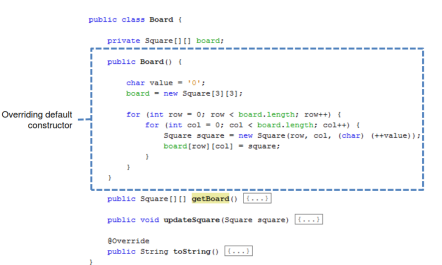 public class Board {
private Square[][] board;
public Board() {
char value = '0';
board = new Square[3][3];
for (int row = 0; row < board.length; row++) {
for (int col = 0; col < board.length; col++) {
Square square = new Square(row, col, (char) (++value));
board[row][col] = square;
}
}
}
Overriding default
constructor
public Square[][] getBoard() {...}
public void updateSquare(Square square) {...}
@Override
public String toString() {...}
}